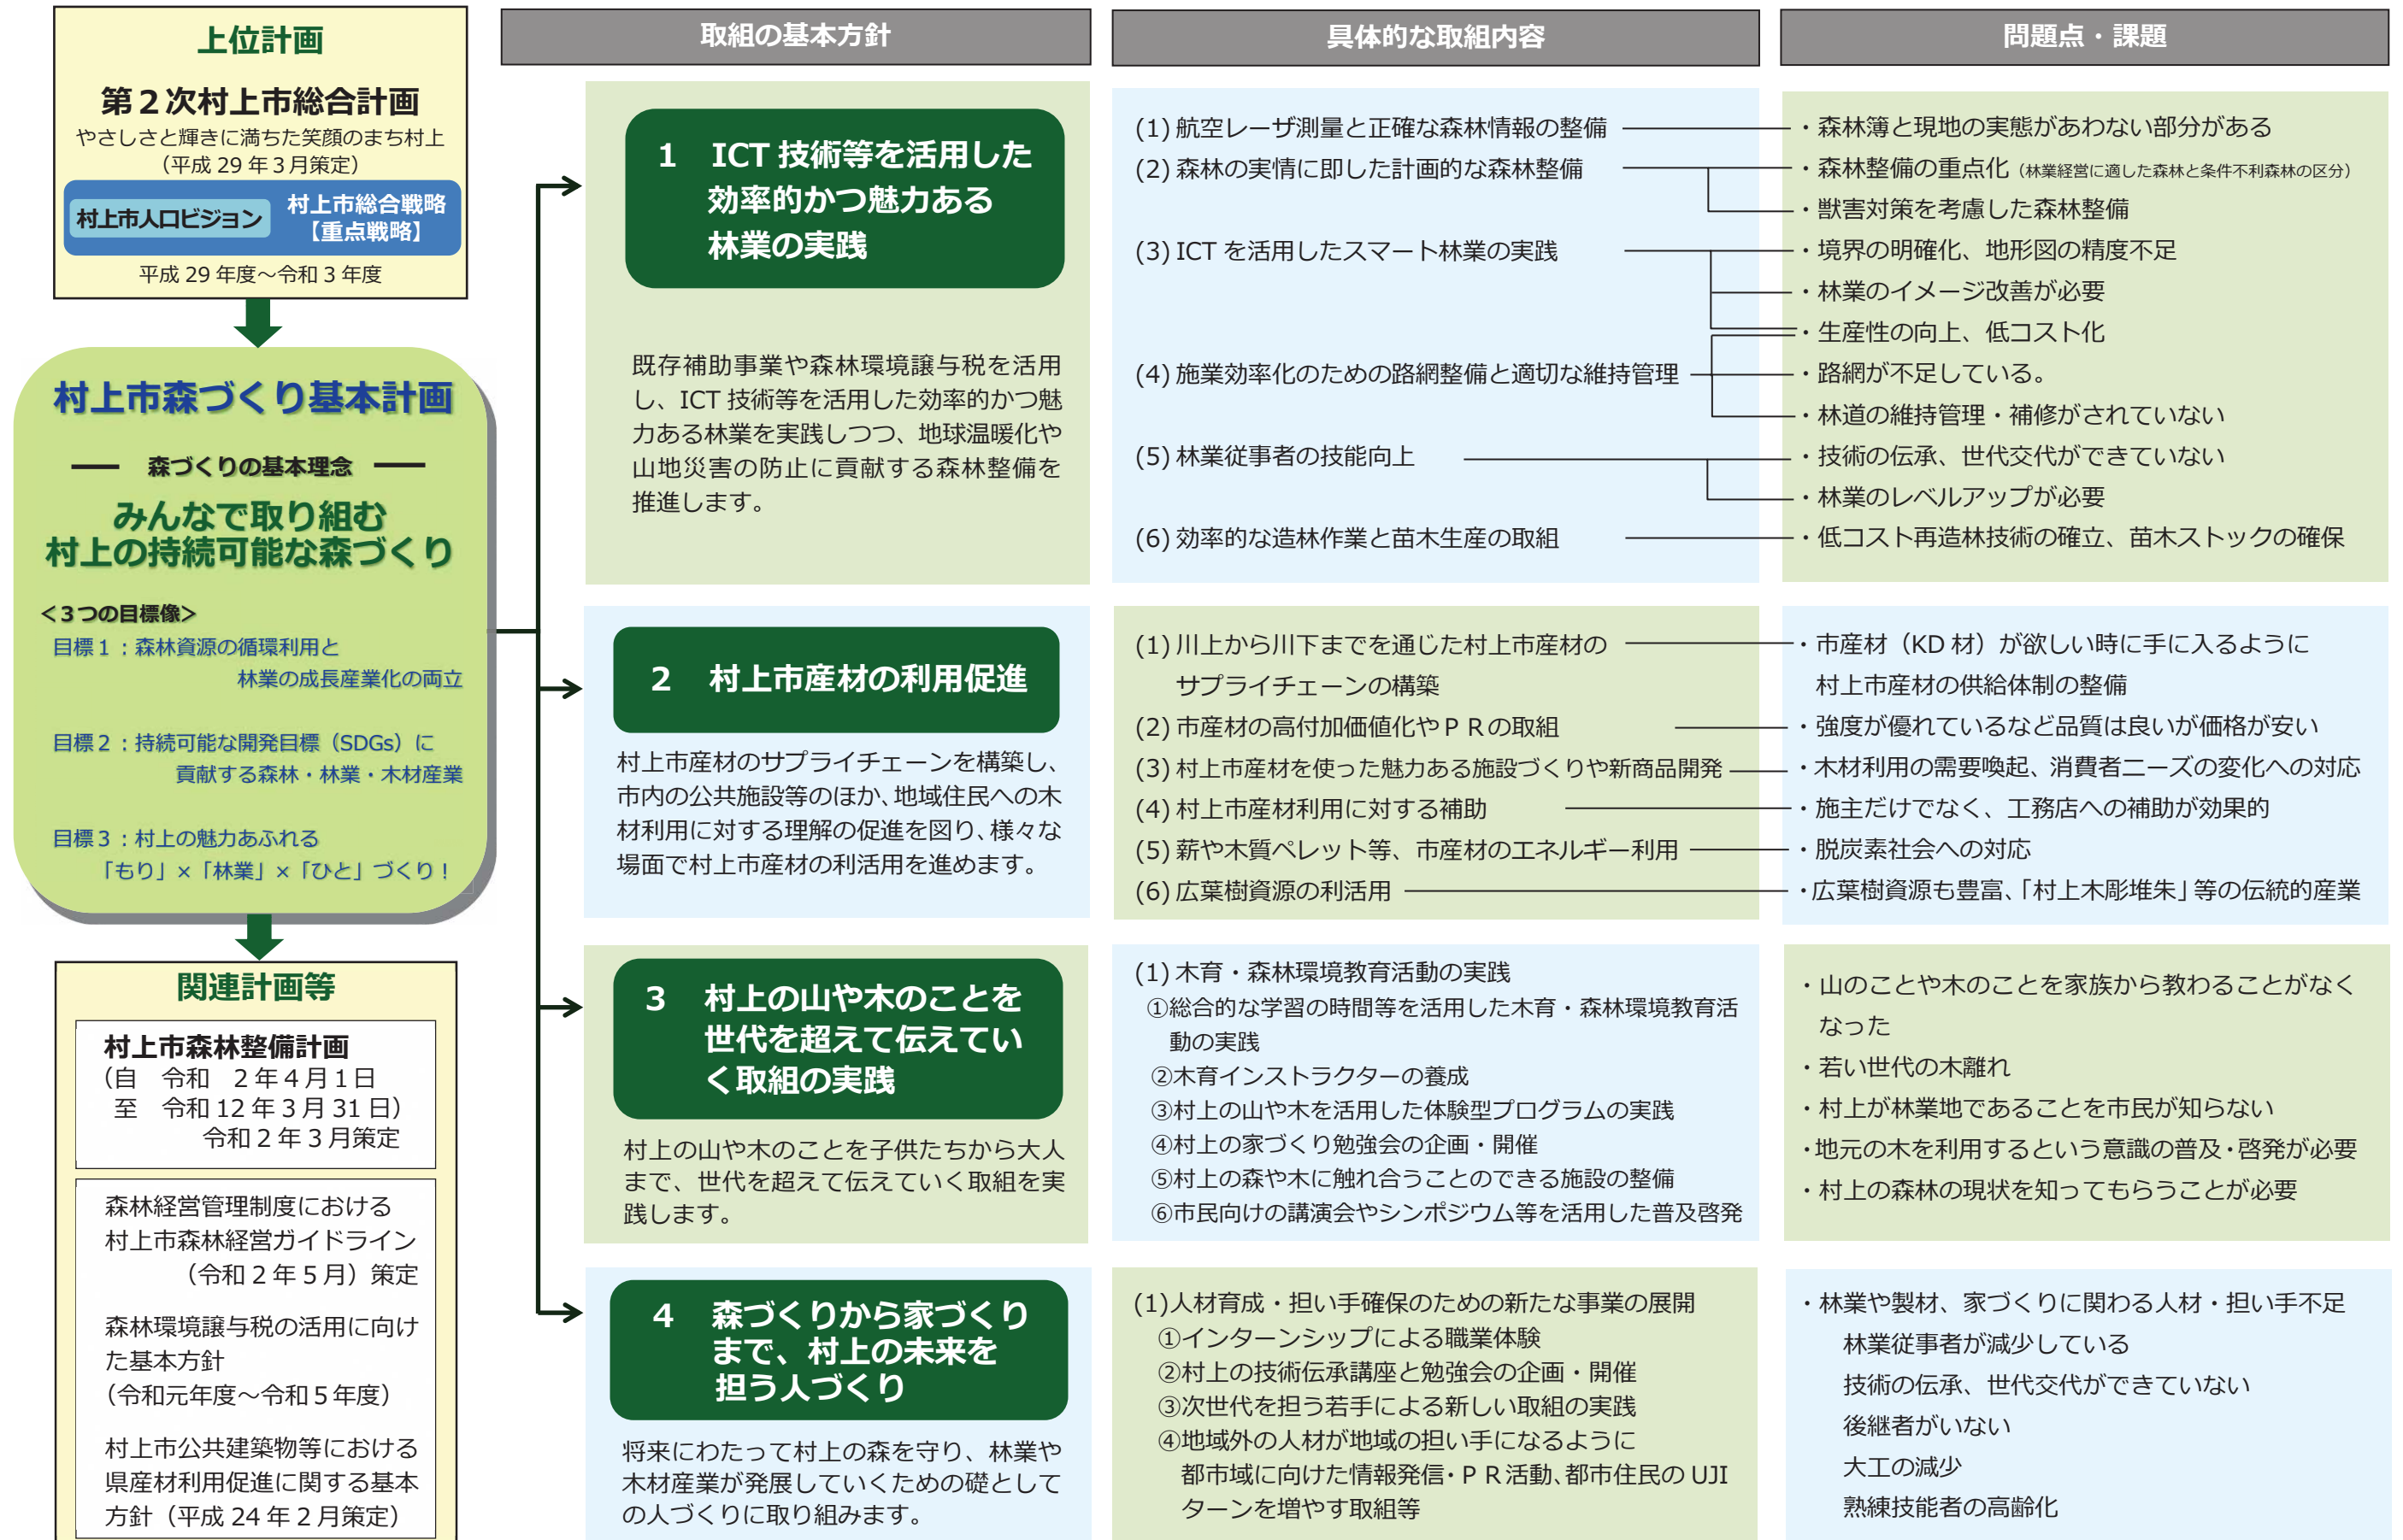 上位計画
第２次村上市総合計画
やさしさと輝きに満ちた笑顔のまち村上
（平成 29 年３月策定）
村上市人口ビジョン
村上市総合戦略
【重点戦略】
平成 29 年度～令和 3 年度
村上市森づくり基本計画
森づくりの基本理念
みんなで取り組む
村上の持続可能な森づくり
＜３つの目標像＞
目標１：森林資源の循環利用と
林業の成長産業化の両立
目標２：持続可能な開発目標（SDGs）に
貢献する森林・林業・木材産業
目標３：村上の魅力あふれる
「もり」×「林業」×「ひと」づくり！
関連計画等
村上市森林整備計画
（自　令和　２年４月１日
至　令和 12 年３月 31 日）
令和２年３月策定
森林経営管理制度における
村上市森林経営ガイドライン
（令和２年５月）策定
森林環境譲与税の活用に向け
た基本方針
（令和元年度～令和５年度）
村上市公共建築物等における
県産材利用促進に関する基本
方針（平成 24 年２月策定）
取組の基本方針
１　ICT 技術等を活用した
効率的かつ魅力ある
林業の実践
既存補助事業や森林環境譲与税を活用
し、ICT 技術等を活用した効率的かつ魅
力ある林業を実践しつつ、地球温暖化や
山地災害の防止に貢献する森林整備を
推進します。
２　村上市産材の利用促進
村上市産材のサプライチェーンを構築し、
市内の公共施設等のほか、地域住民への木
材利用に対する理解の促進を図り、様々な
場面で村上市産材の利活用を進めます。
３　村上の山や木のことを
世代を超えて伝えてい
く取組の実践
村上の山や木のことを子供たちから大人
まで、世代を超えて伝えていく取組を実
践します。
４　森づくりから家づくり
まで、村上の未来を
担う人づくり
将来にわたって村上の森を守り、林業や
木材産業が発展していくための礎として
の人づくりに取り組みます。
具体的な取組内容
(1) 航空レーザ測量と正確な森林情報の整備
(2) 森林の実情に即した計画的な森林整備
(3) ICT を活用したスマート林業の実践
(4) 施業効率化のための路網整備と適切な維持管理
(5) 林業従事者の技能向上
(6) 効率的な造林作業と苗木生産の取組
(1) 川上から川下までを通じた村上市産材の
サプライチェーンの構築
(2) 市産材の高付加価値化やＰＲの取組
(3) 村上市産材を使った魅力ある施設づくりや新商品開発
(4) 村上市産材利用に対する補助
(5) 薪や木質ペレット等、市産材のエネルギー利用
(6) 広葉樹資源の利活用
(1) 木育・森林環境教育活動の実践
①総合的な学習の時間等を活用した木育・森林環境教育活
動の実践
②木育インストラクターの養成
③村上の山や木を活用した体験型プログラムの実践
④村上の家づくり勉強会の企画・開催
⑤村上の森や木に触れ合うことのできる施設の整備
⑥市民向けの講演会やシンポジウム等を活用した普及啓発
(1)人材育成・担い手確保のための新たな事業の展開
①インターンシップによる職業体験
②村上の技術伝承講座と勉強会の企画・開催
③次世代を担う若手による新しい取組の実践
④地域外の人材が地域の担い手になるように
都市域に向けた情報発信・ＰＲ活動、都市住民の UJI
ターンを増やす取組等
問題点・課題
・森林簿と現地の実態があわない部分がある
・森林整備の重点化（林業経営に適した森林と条件不利森林の区分）
・獣害対策を考慮した森林整備
・境界の明確化、地形図の精度不足
・林業のイメージ改善が必要
・生産性の向上、低コスト化
・路網が不足している。
・林道の維持管理・補修がされていない
・技術の伝承、世代交代ができていない
・林業のレベルアップが必要
・低コスト再造林技術の確立、苗木ストックの確保
・市産材（KD 材）が欲しい時に手に入るように
村上市産材の供給体制の整備
・強度が優れているなど品質は良いが価格が安い
・木材利用の需要喚起、消費者ニーズの変化への対応
・施主だけでなく、工務店への補助が効果的
・脱炭素社会への対応
・広葉樹資源も豊富、「村上木彫堆朱」等の伝統的産業
・山のことや木のことを家族から教わることがなく
なった
・若い世代の木離れ
・村上が林業地であることを市民が知らない
・地元の木を利用するという意識の普及・啓発が必要
・村上の森林の現状を知ってもらうことが必要
・林業や製材、家づくりに関わる人材・担い手不足
林業従事者が減少している
技術の伝承、世代交代ができていない
後継者がいない
大工の減少
熟練技能者の高齢化